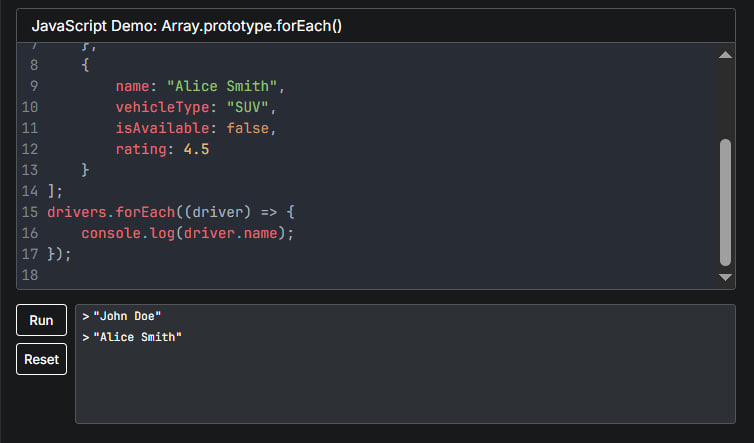 JavaScript Demo: Array.prototype.forEach()
7     },
8     {
9         name: "Alice Smith",
10         vehicleType: "SUV",
11         isAvailable: false,
12         rating: 4.5
13     }
14 ];
15 drivers.forEach((driver) => {
16     console.log(driver.name);
17 });
18
Run
> "John Doe"
> "Alice Smith"
Reset